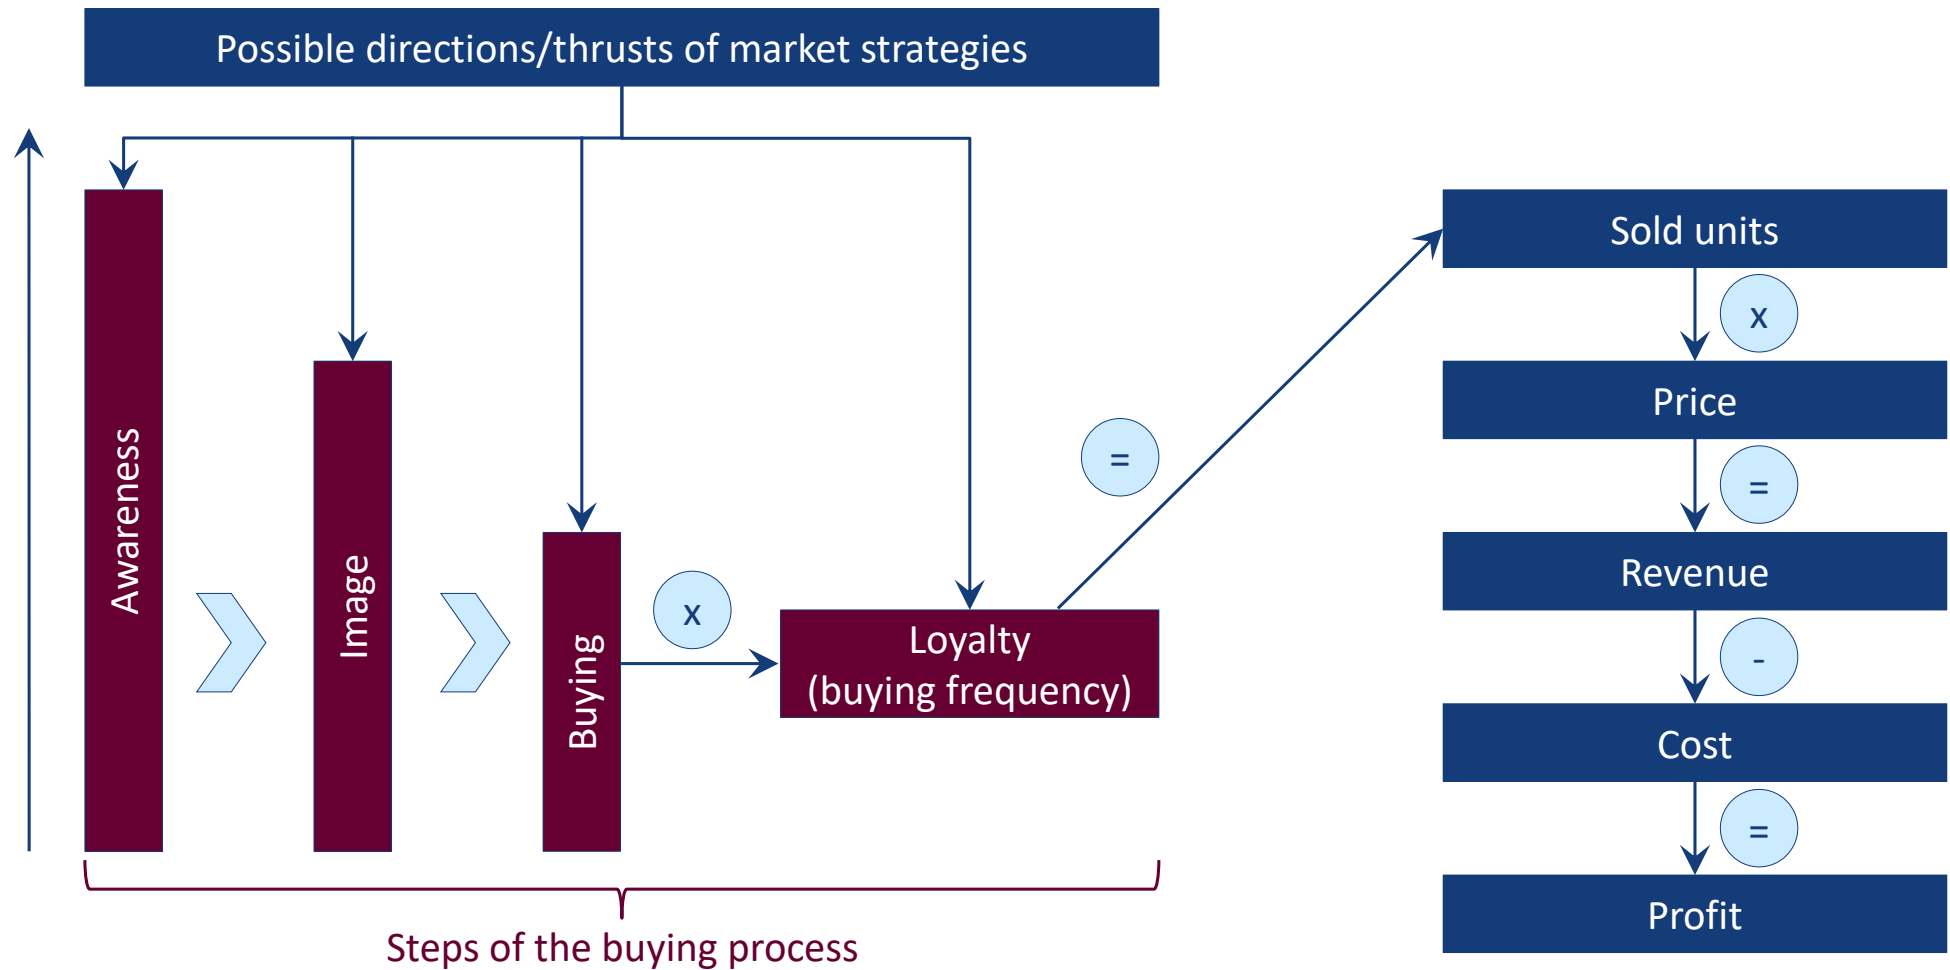 Possible directions/thrusts of market strategies
Awareness
Image
Buying
x
Loyalty
(buying frequency)
=
Steps of the buying process
Sold units
x
Price
=
Revenue
-
Cost
=
Profit